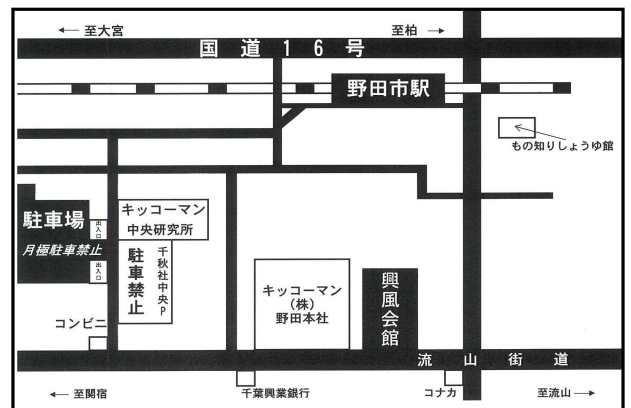 ← 至大宮
至柏 →
国道16号
野田市駅
もの知りしょうゆ館
駐車場
月極駐車禁止
出入口
出入口
キッコーマン
中央研究所
駐車禁止
千秋社中央P
キッコーマン
(株)
野田本社
興風会館
コンビニ
流山街道
← 至関宿
千葉興業銀行
コナカ
至流山 →